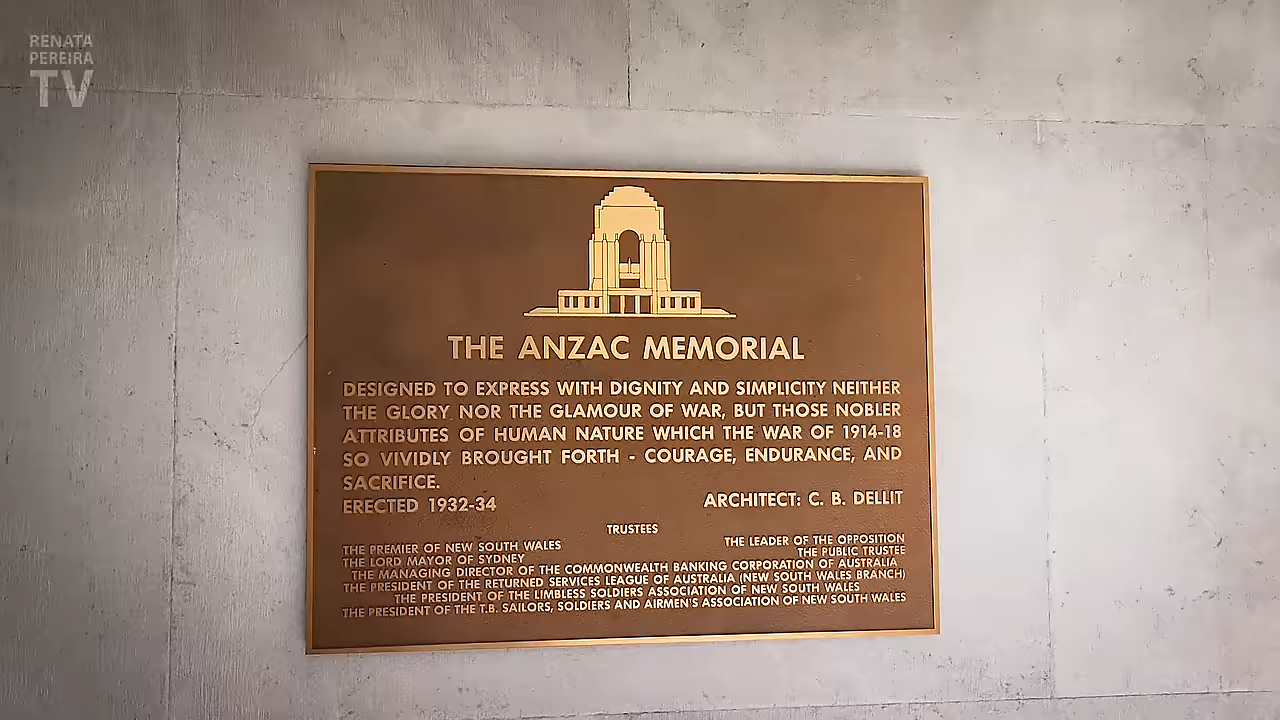 RENATA
PEREIRA
TV
THE ANZAC MEMORIAL
DESIGNED TO EXPRESS WITH DIGNITY AND SIMPLICITY NEITHER
THE GLORY NOR THE GLAMOUR OF WAR, BUT THOSE NOBLER
ATTRIBUTES OF HUMAN NATURE WHICH THE WAR OF 1914-18
SO VIVIDLY BROUGHT FORTH - COURAGE, ENDURANCE, AND
SACRIFICE.
ERECTED 1932-34 ARCHITECT: C. B. DELLIT
TRUSTEES
THE PREMIER OF NEW SOUTH WALES THE LEADER OF THE OPPOSITION
THE LORD MAYOR OF SYDNEY THE PUBLIC TRUSTEE
THE MANAGING DIRECTOR OF THE COMMONWEALTH BANKING CORPORATION OF AUSTRALIA
THE PRESIDENT OF THE RETURNED SERVICES LEAGUE OF AUSTRALIA (NEW SOUTH WALES BRANCH)
THE PRESIDENT OF THE LIMBLESS SOLDIERS ASSOCIATION OF NEW SOUTH WALES
THE PRESIDENT OF THE T.B. SAILORS, SOLDIERS AND AIRMEN'S ASSOCIATION OF NEW SOUTH WALES